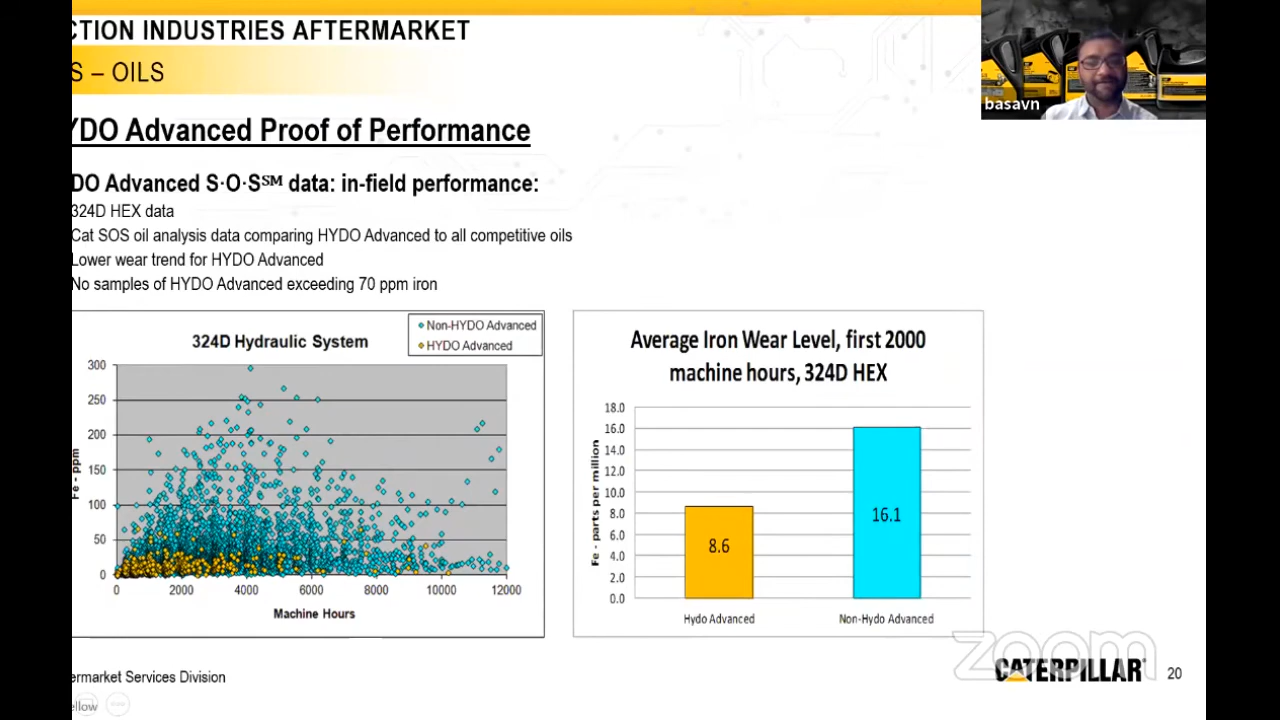 CTION INDUSTRIES AFTERMARKET
S – OILS
YDO Advanced Proof of Performance
DO Advanced S·O·S℠ data: in-field performance:
324D HEX data
Cat SOS oil analysis data comparing HYDO Advanced to all competitive oils
Lower wear trend for HYDO Advanced
No samples of HYDO Advanced exceeding 70 ppm iron
324D Hydraulic System
Non-HYDO Advanced
HYDO Advanced
300
250
200
150
100
50
0
Fe - ppm
0 2000 4000 6000 8000 10000 12000
Machine Hours
Average Iron Wear Level, first 2000
machine hours, 324D HEX
18.0
16.0
14.0
12.0
10.0
8.0
6.0
4.0
2.0
0.0
Fe - parts per million
8.6
16.1
Hydo Advanced Non-Hydo Advanced
basavn
zoom
CATERPILLAR
20
ermarket Services Division
ellow